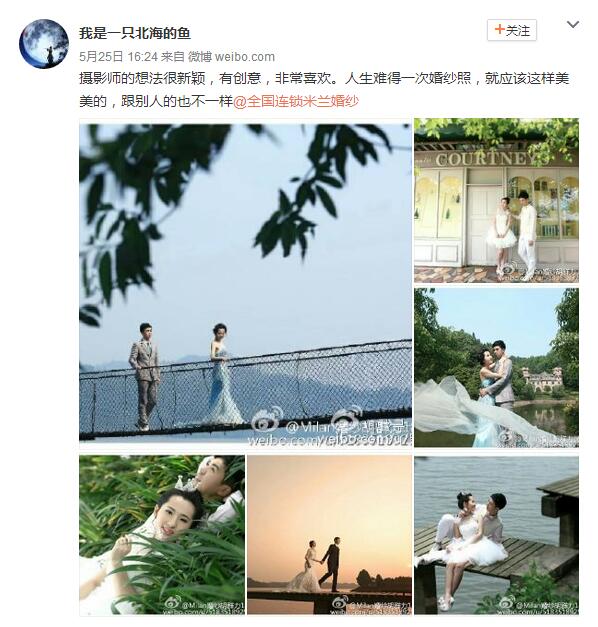 我是一只北海的鱼
+关注
5月25日 16:24 来自 微博 weibo.com
摄影师的想法很新颖，有创意，非常喜欢。人生难得一次婚纱照，就应该这样美
美的，跟别人的也不一样@全国连锁米兰婚纱
COURTNEY